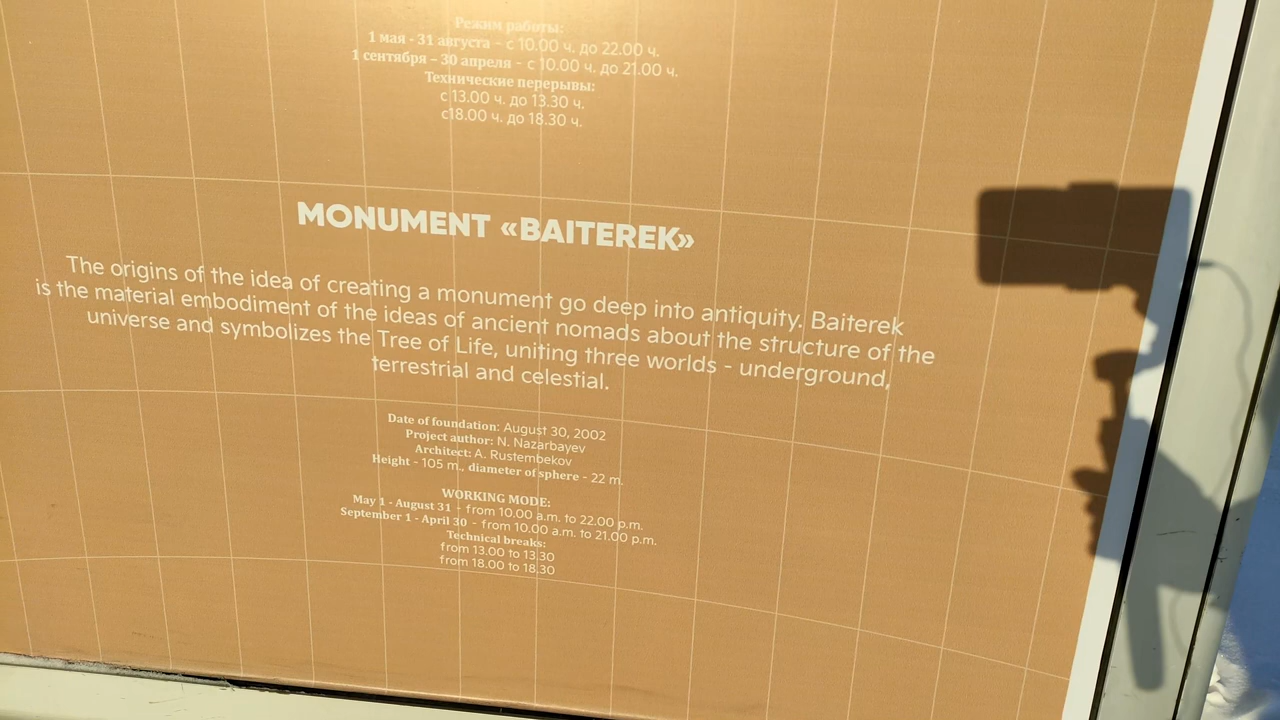 Режим работы:
1 мая - 31 августа - с 10.00 ч. до 22.00 ч.
1 сентября – 30 апреля - с 10.00 ч. до 21.00 ч.
Технические перерывы:
с 13.00 ч. до 13.30 ч.
с18.00 ч. до 18.30 ч.
MONUMENT «BAITEREK»
The origins of the idea of creating a monument go deep into antiquity. Baiterek
is the material embodiment of the ideas of ancient nomads about the structure of the
universe and symbolizes the Tree of Life, uniting three worlds - underground,
terrestrial and celestial.
Date of foundation: August 30, 2002
Project author: N. Nazarbayev
Architect: A. Rustembekov
Height - 105 m., diameter of sphere - 22 m.
WORKING MODE:
May 1 - August 31 - from 10.00 a.m. to 22.00 p.m.
September 1 - April 30 - from 10.00 a.m. to 21.00 p.m.
Technical breaks:
from 13.00 to 13.30
from 18.00 to 18.30